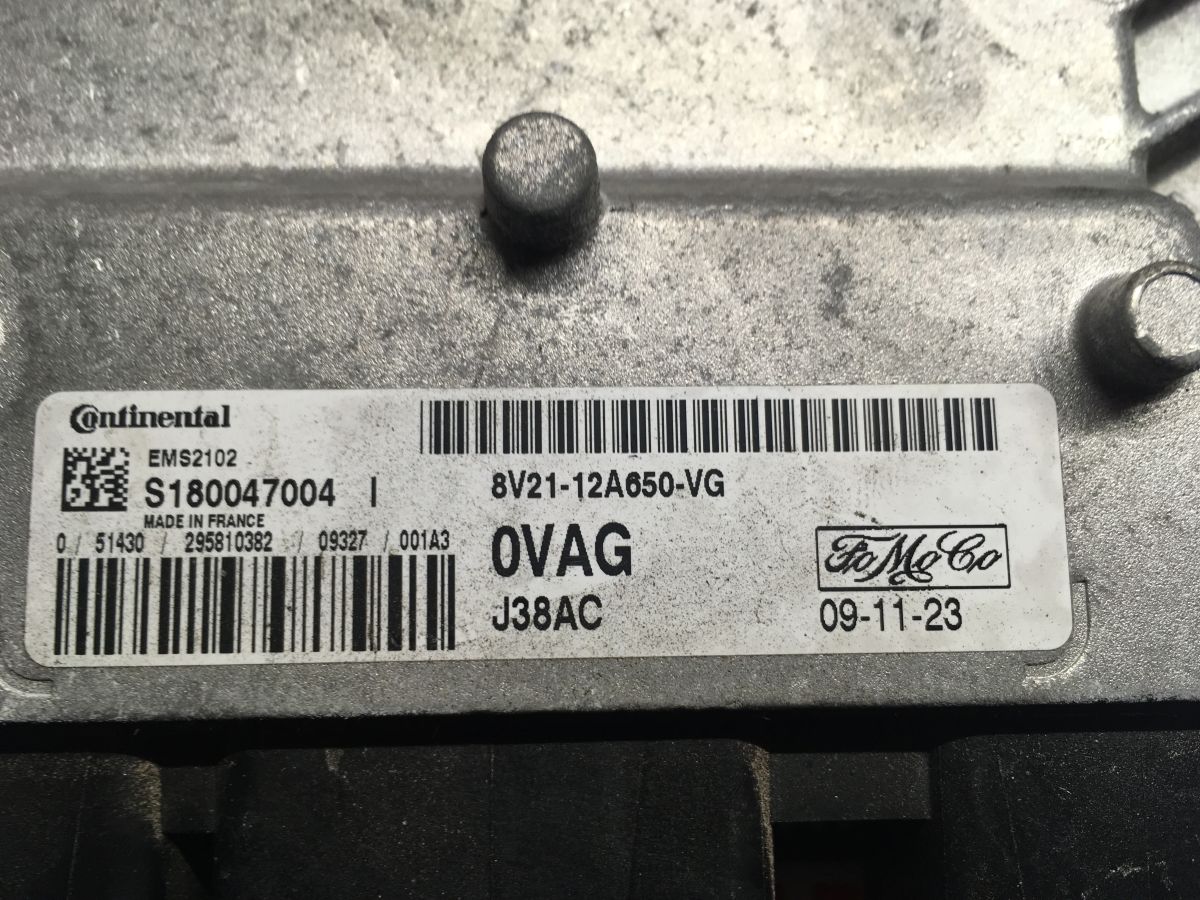 Continental
EMS2102
S180047004 I
MADE IN FRANCE
0 / 51430 / 295810382 / 09327 / 001A3
8V21-12A650-VG
0VAG
J38AC
FoMoCo
09-11-23